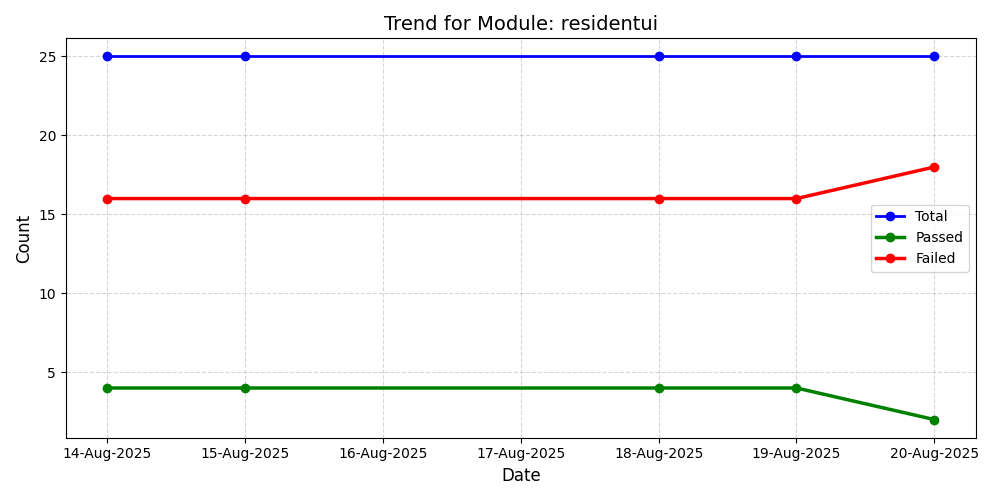 Trend for Module: residentui
Count
25
20
15
10
5
Total
Passed
Failed
14-Aug-2025 15-Aug-2025 16-Aug-2025 17-Aug-2025 18-Aug-2025 19-Aug-2025 20-Aug-2025
Date